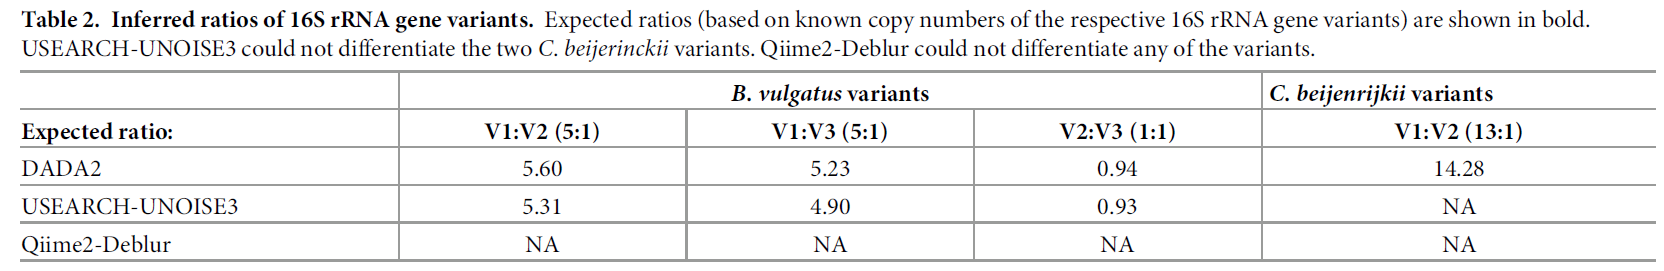 Table 2. Inferred ratios of 16S rRNA gene variants. Expected ratios (based on known copy numbers of the respective 16S rRNA gene variants) are shown in bold.
USEARCH-UNOISE3 could not differentiate the two C. beijerinckii variants. Qiime2-Deblur could not differentiate any of the variants.
B. vulgatus variants C. beijenrijkii variants
Expected ratio: V1:V2 (5:1) V1:V3 (5:1) V2:V3 (1:1) V1:V2 (13:1)
DADA2 5.60 5.23 0.94 14.28
USEARCH-UNOISE3 5.31 4.90 0.93 NA
Qiime2-Deblur NA NA NA NA